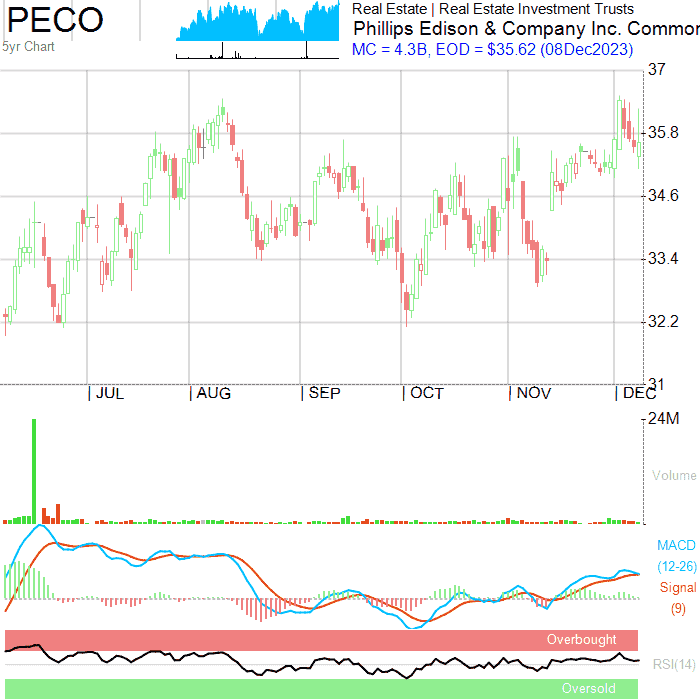 PECO
5yr Chart
Real Estate | Real Estate Investment Trusts
Phillips Edison & Company Inc. Common
MC = 4.3B, EOD = $35.62 (08Dec2023)
37
35.8
34.6
33.4
32.2
31
| JUL | AUG | SEP | OCT | NOV | DEC
24M
Volume
MACD
(12-26)
Signal
(9)
Overbought
RSI(14)
Oversold